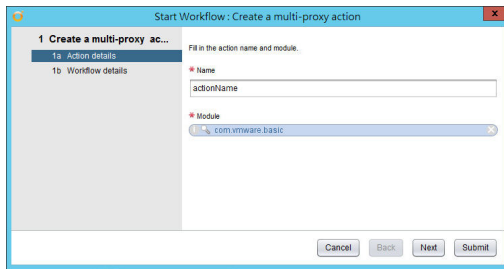 Start Workflow : Create a multi-proxy action
x
1 Create a multi-proxy ac...
1a Action details
1b Workflow details
Fill in the action name and module.
* Name
actionName
* Module
com.vmware.basic
Cancel
Back
Next
Submit